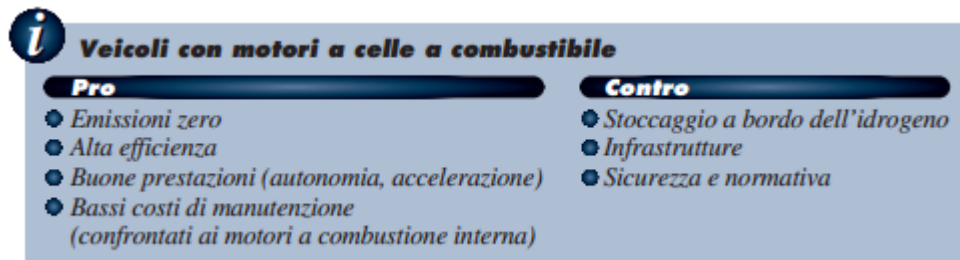 i
Veicoli con motori a celle a combustibile
Pro
Emissioni zero
Alta efficienza
Buone prestazioni (autonomia, accelerazione)
Bassi costi di manutenzione
(confrontati ai motori a combustione interna)
Contro
Stoccaggio a bordo dell'idrogeno
Infrastrutture
Sicurezza e normativa